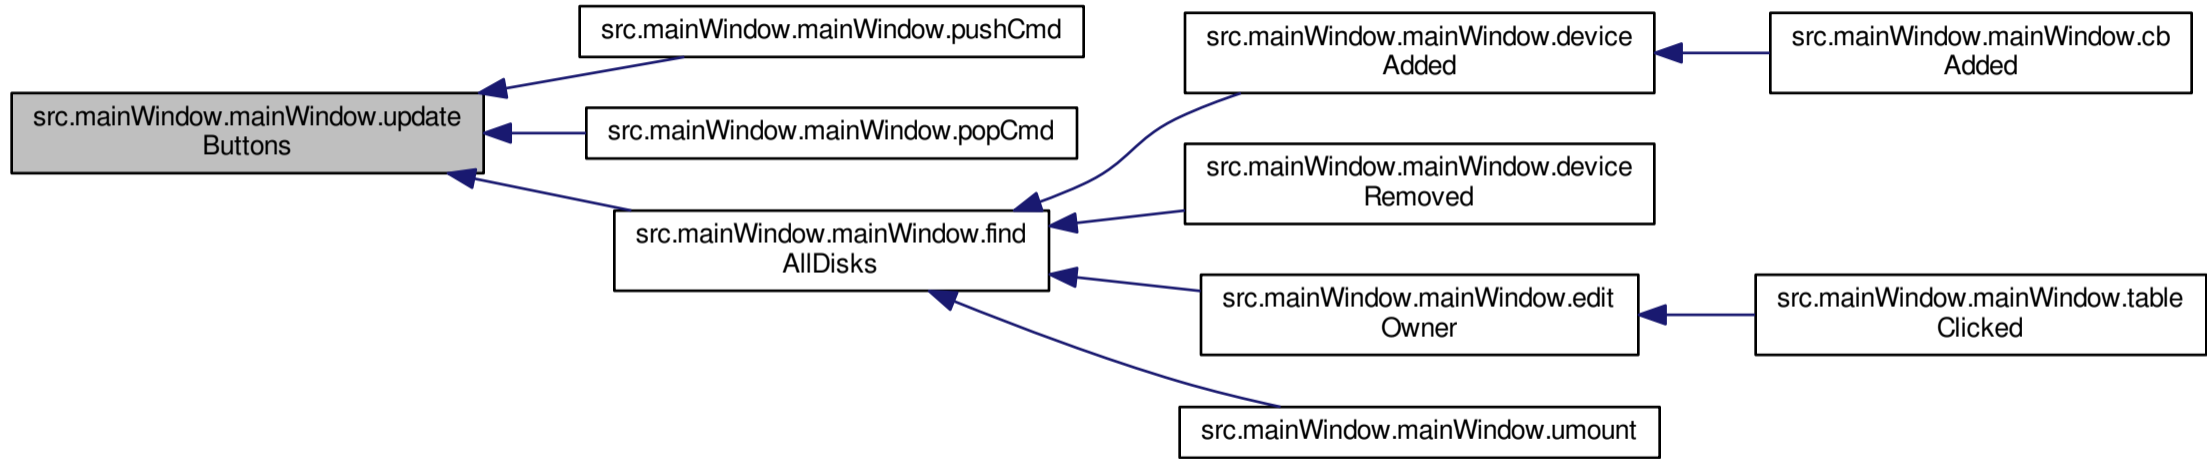 src.mainWindow.mainWindow.update
Buttons
src.mainWindow.mainWindow.pushCmd
src.mainWindow.mainWindow.popCmd
src.mainWindow.mainWindow.find
AllDisks
src.mainWindow.mainWindow.device
Added
src.mainWindow.mainWindow.device
Removed
src.mainWindow.mainWindow.edit
Owner
src.mainWindow.mainWindow.umount
src.mainWindow.mainWindow.cb
Added
src.mainWindow.mainWindow.table
Clicked